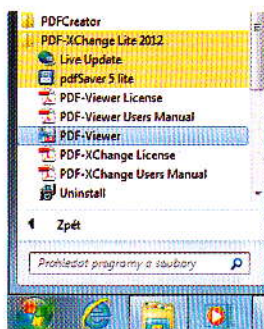 PDFCreator
PDF-XChange Lite 2012
Live Update
pdfSaver 5 lite
PDF-Viewer License
PDF-Viewer Users Manual
PDF-Viewer
PDF-XChange License
PDF-XChange Users Manual
Uninstall
Zpět
Prohledat programy a soubory